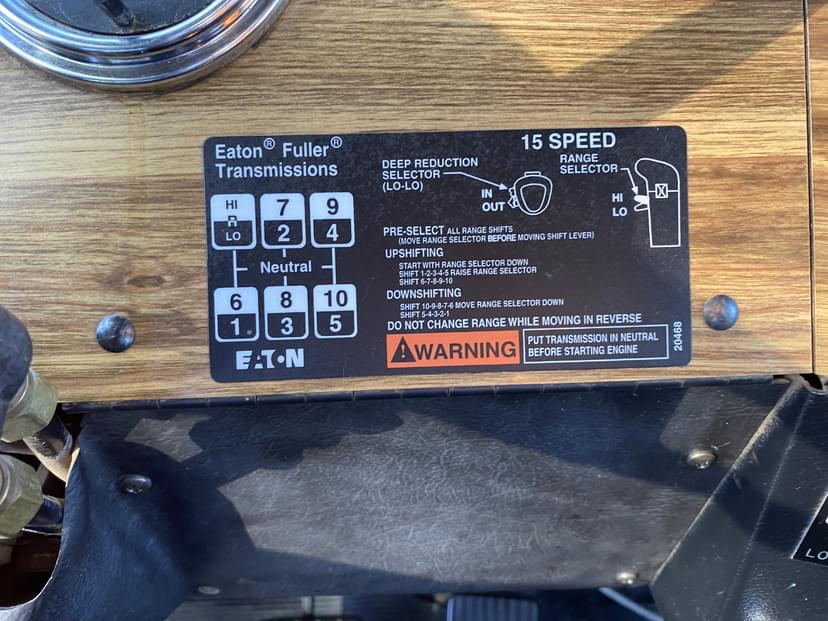 Eaton® Fuller®
Transmissions
15 SPEED
DEEP REDUCTION
SELECTOR
(LO-LO)
IN
OUT
RANGE
SELECTOR
HI
LO
HI
R
LO
7
2
9
4
Neutral
6
1
8
3
10
5
EATON
PRE-SELECT ALL RANGE SHIFTS
(MOVE RANGE SELECTOR BEFORE MOVING SHIFT LEVER)
UPSHIFTING
START WITH RANGE SELECTOR DOWN
SHIFT 1-2-3-4-5 RAISE RANGE SELECTOR
SHIFT 6-7-8-9-10
DOWNSHIFTING
SHIFT 10-9-8-7-6 MOVE RANGE SELECTOR DOWN
SHIFT 5-4-3-2-1
DO NOT CHANGE RANGE WHILE MOVING IN REVERSE
WARNING
PUT TRANSMISSION IN NEUTRAL
BEFORE STARTING ENGINE
20468
LO